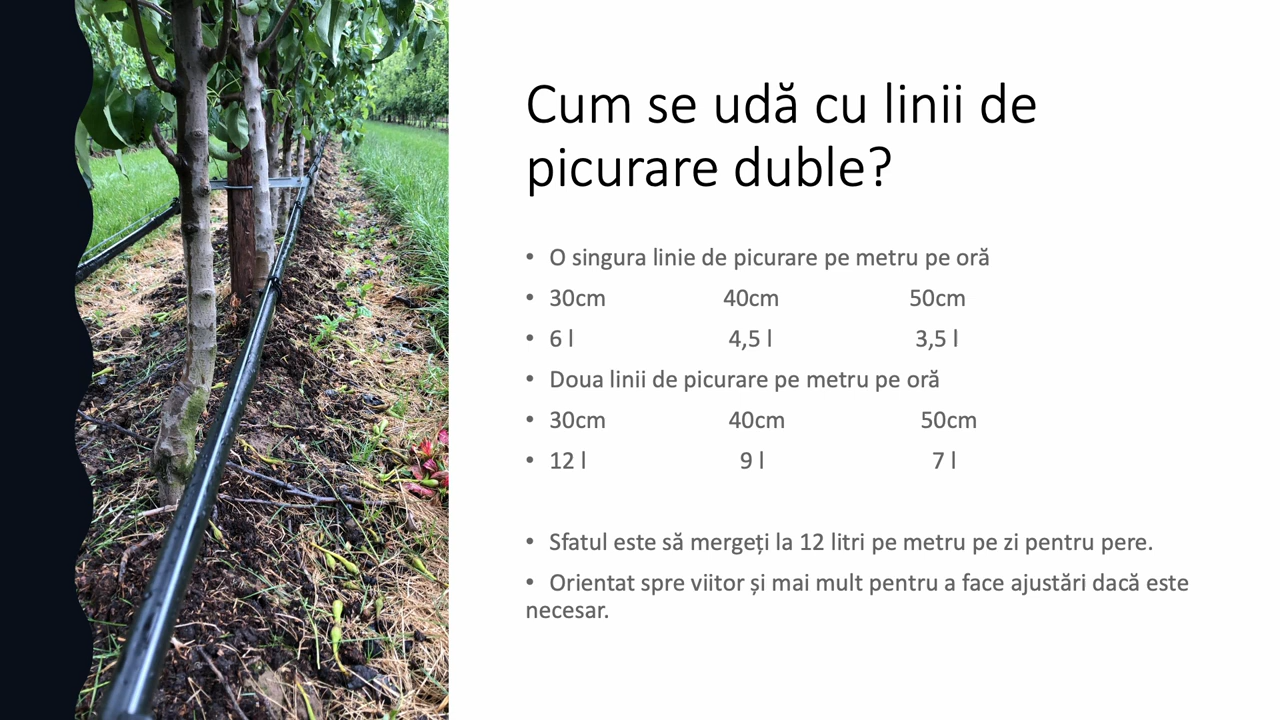 Cum se udă cu linii de
picurare duble?
• O singura linie de picurare pe metru pe oră
• 30cm 40cm 50cm
• 6 l 4,5 l 3,5 l
• Doua linii de picurare pe metru pe oră
• 30cm 40cm 50cm
• 12 l 9 l 7 l
• Sfatul este să mergeți la 12 litri pe metru pe zi pentru pere.
• Orientat spre viitor și mai mult pentru a face ajustări dacă este
necesar.